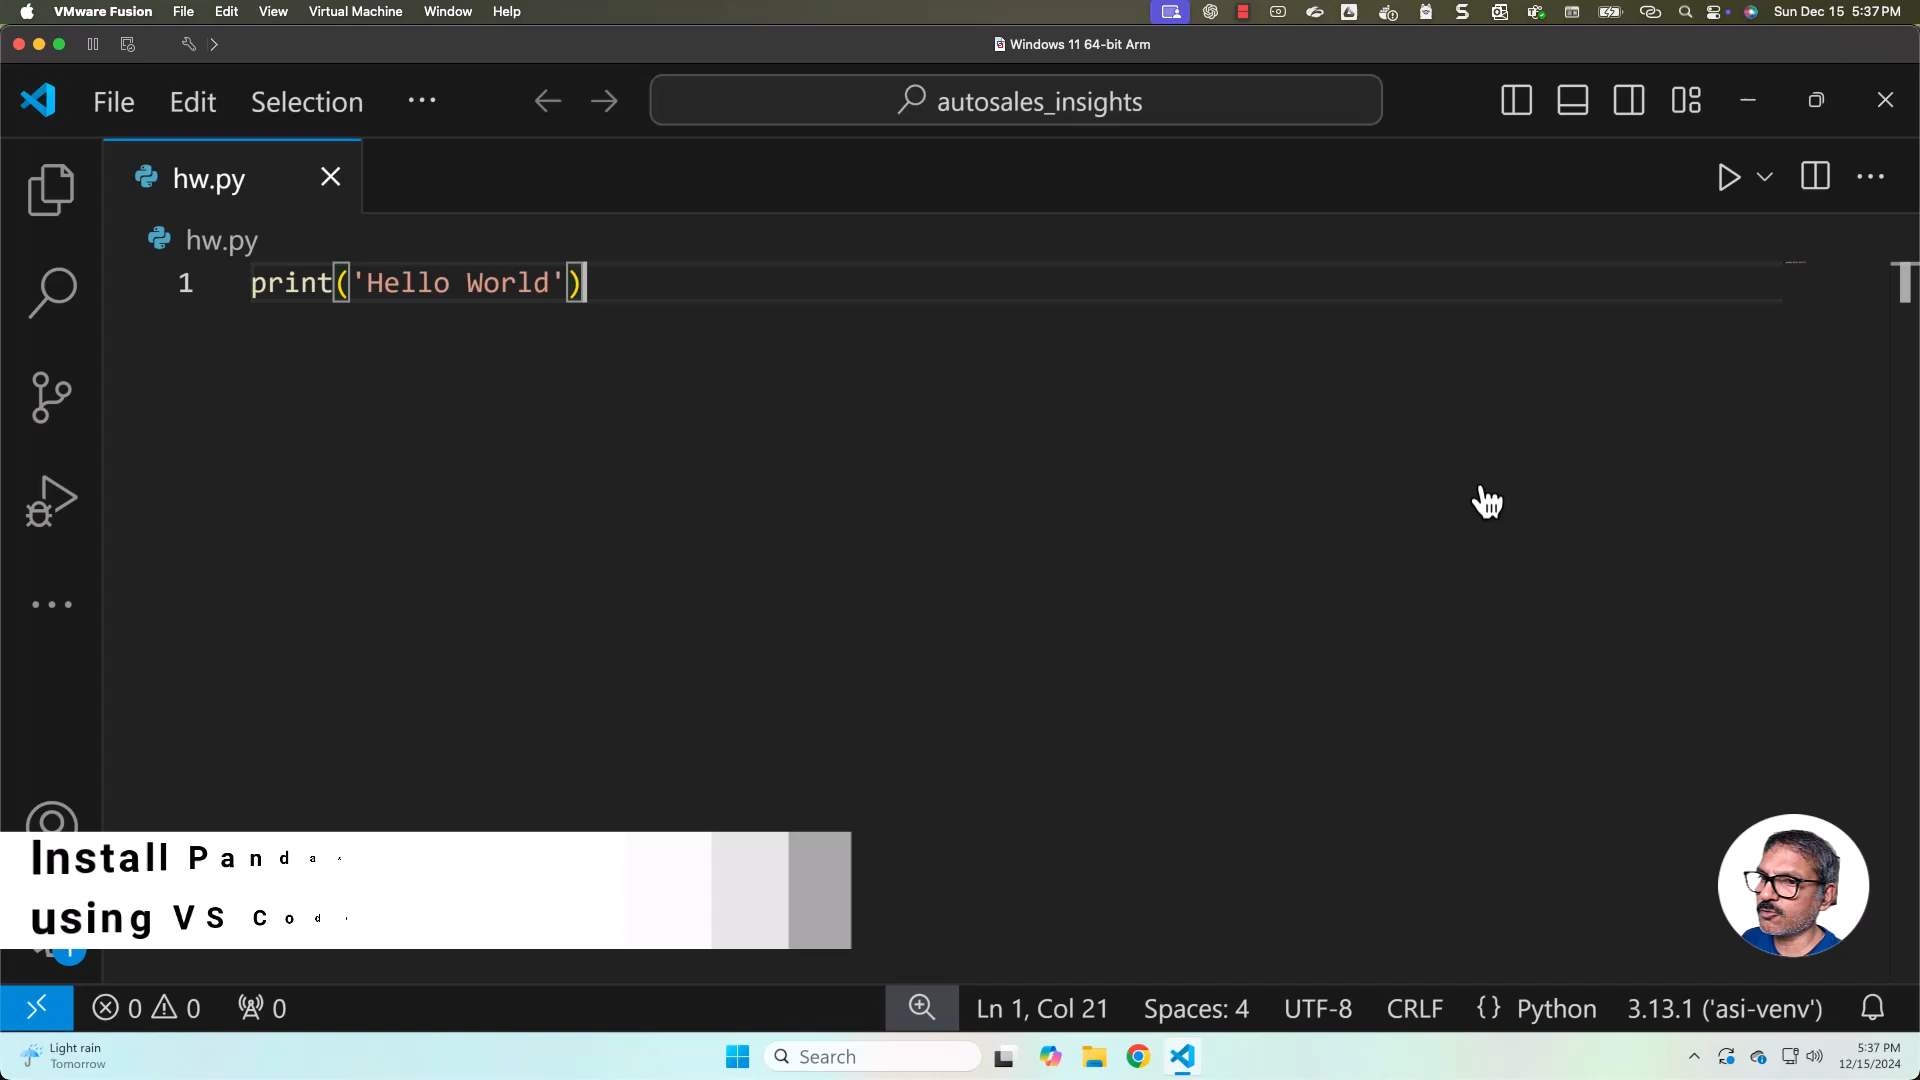 VMware Fusion File Edit View Virtual Machine Window Help Sun Dec 15 5:37 PM
Windows 11 64-bit Arm
File Edit Selection ··· autosales_insights
hw.py
hw.py
1 print('Hello World')
Install Panda
using VS Cod
0 0 0 Ln 1, Col 21 Spaces: 4 UTF-8 CRLF {} Python 3.13.1 ('asi-venv')
Light rain
Tomorrow
Search
5:37 PM
12/15/2024